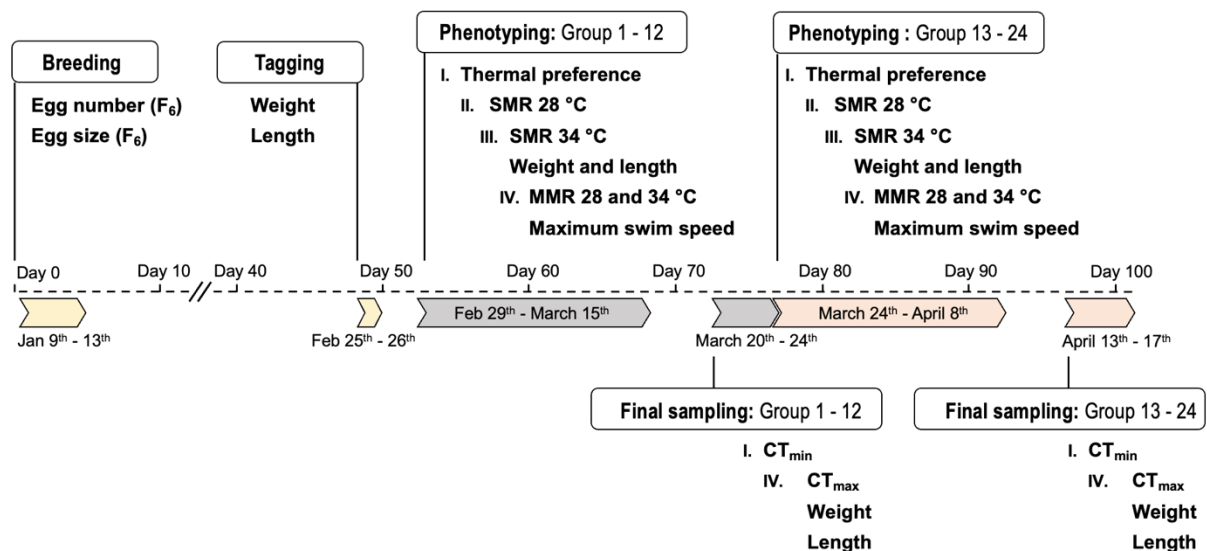 Breeding
Egg number (F₆)
Egg size (F₆)
Tagging
Weight
Length
Phenotyping: Group 1 - 12
I. Thermal preference
II. SMR 28 °C
III. SMR 34 °C
Weight and length
IV. MMR 28 and 34 °C
Maximum swim speed
Phenotyping : Group 13 - 24
I. Thermal preference
II. SMR 28 °C
III. SMR 34 °C
Weight and length
IV. MMR 28 and 34 °C
Maximum swim speed
Day 0 Day 10 Day 40 Day 50 Day 60 Day 70 Day 80 Day 90 Day 100
Feb 29th - March 15th March 24th - April 8th
Jan 9th - 13th Feb 25th - 26th March 20th - 24th April 13th - 17th
Final sampling: Group 1 - 12
I. CTmin
IV. CTmax
Weight
Length
Final sampling: Group 13 - 24
I. CTmin
IV. CTmax
Weight
Length